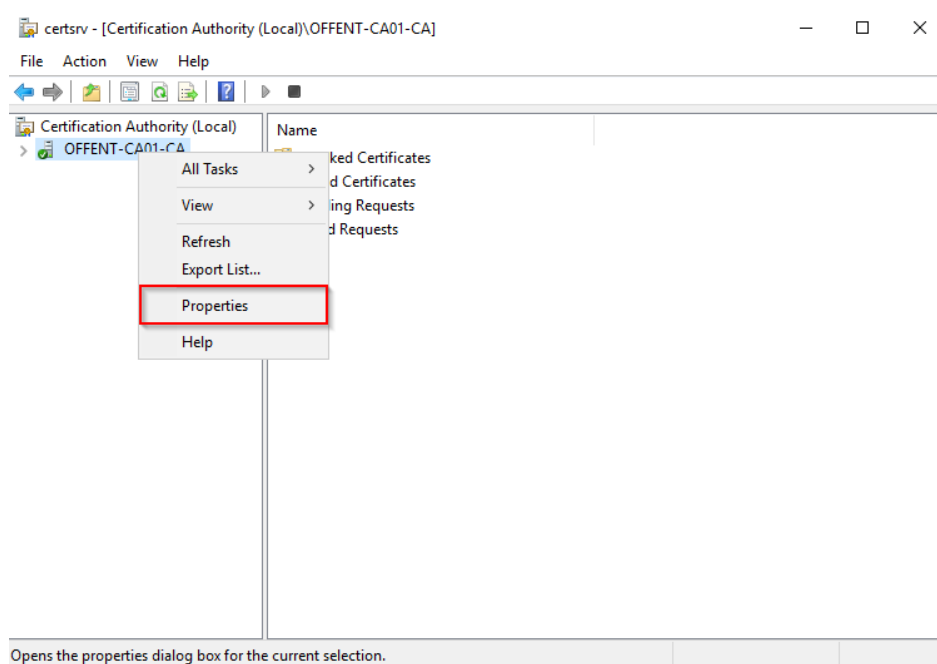 certsrv - [Certification Authority (Local)\OFFENT-CA01-CA]
File Action View Help
Certification Authority (Local)
OFFENT-CA01-CA
Name
ked Certificates
d Certificates
ing Requests
d Requests
All Tasks
View
Refresh
Export List...
Properties
Help
Opens the properties dialog box for the current selection.